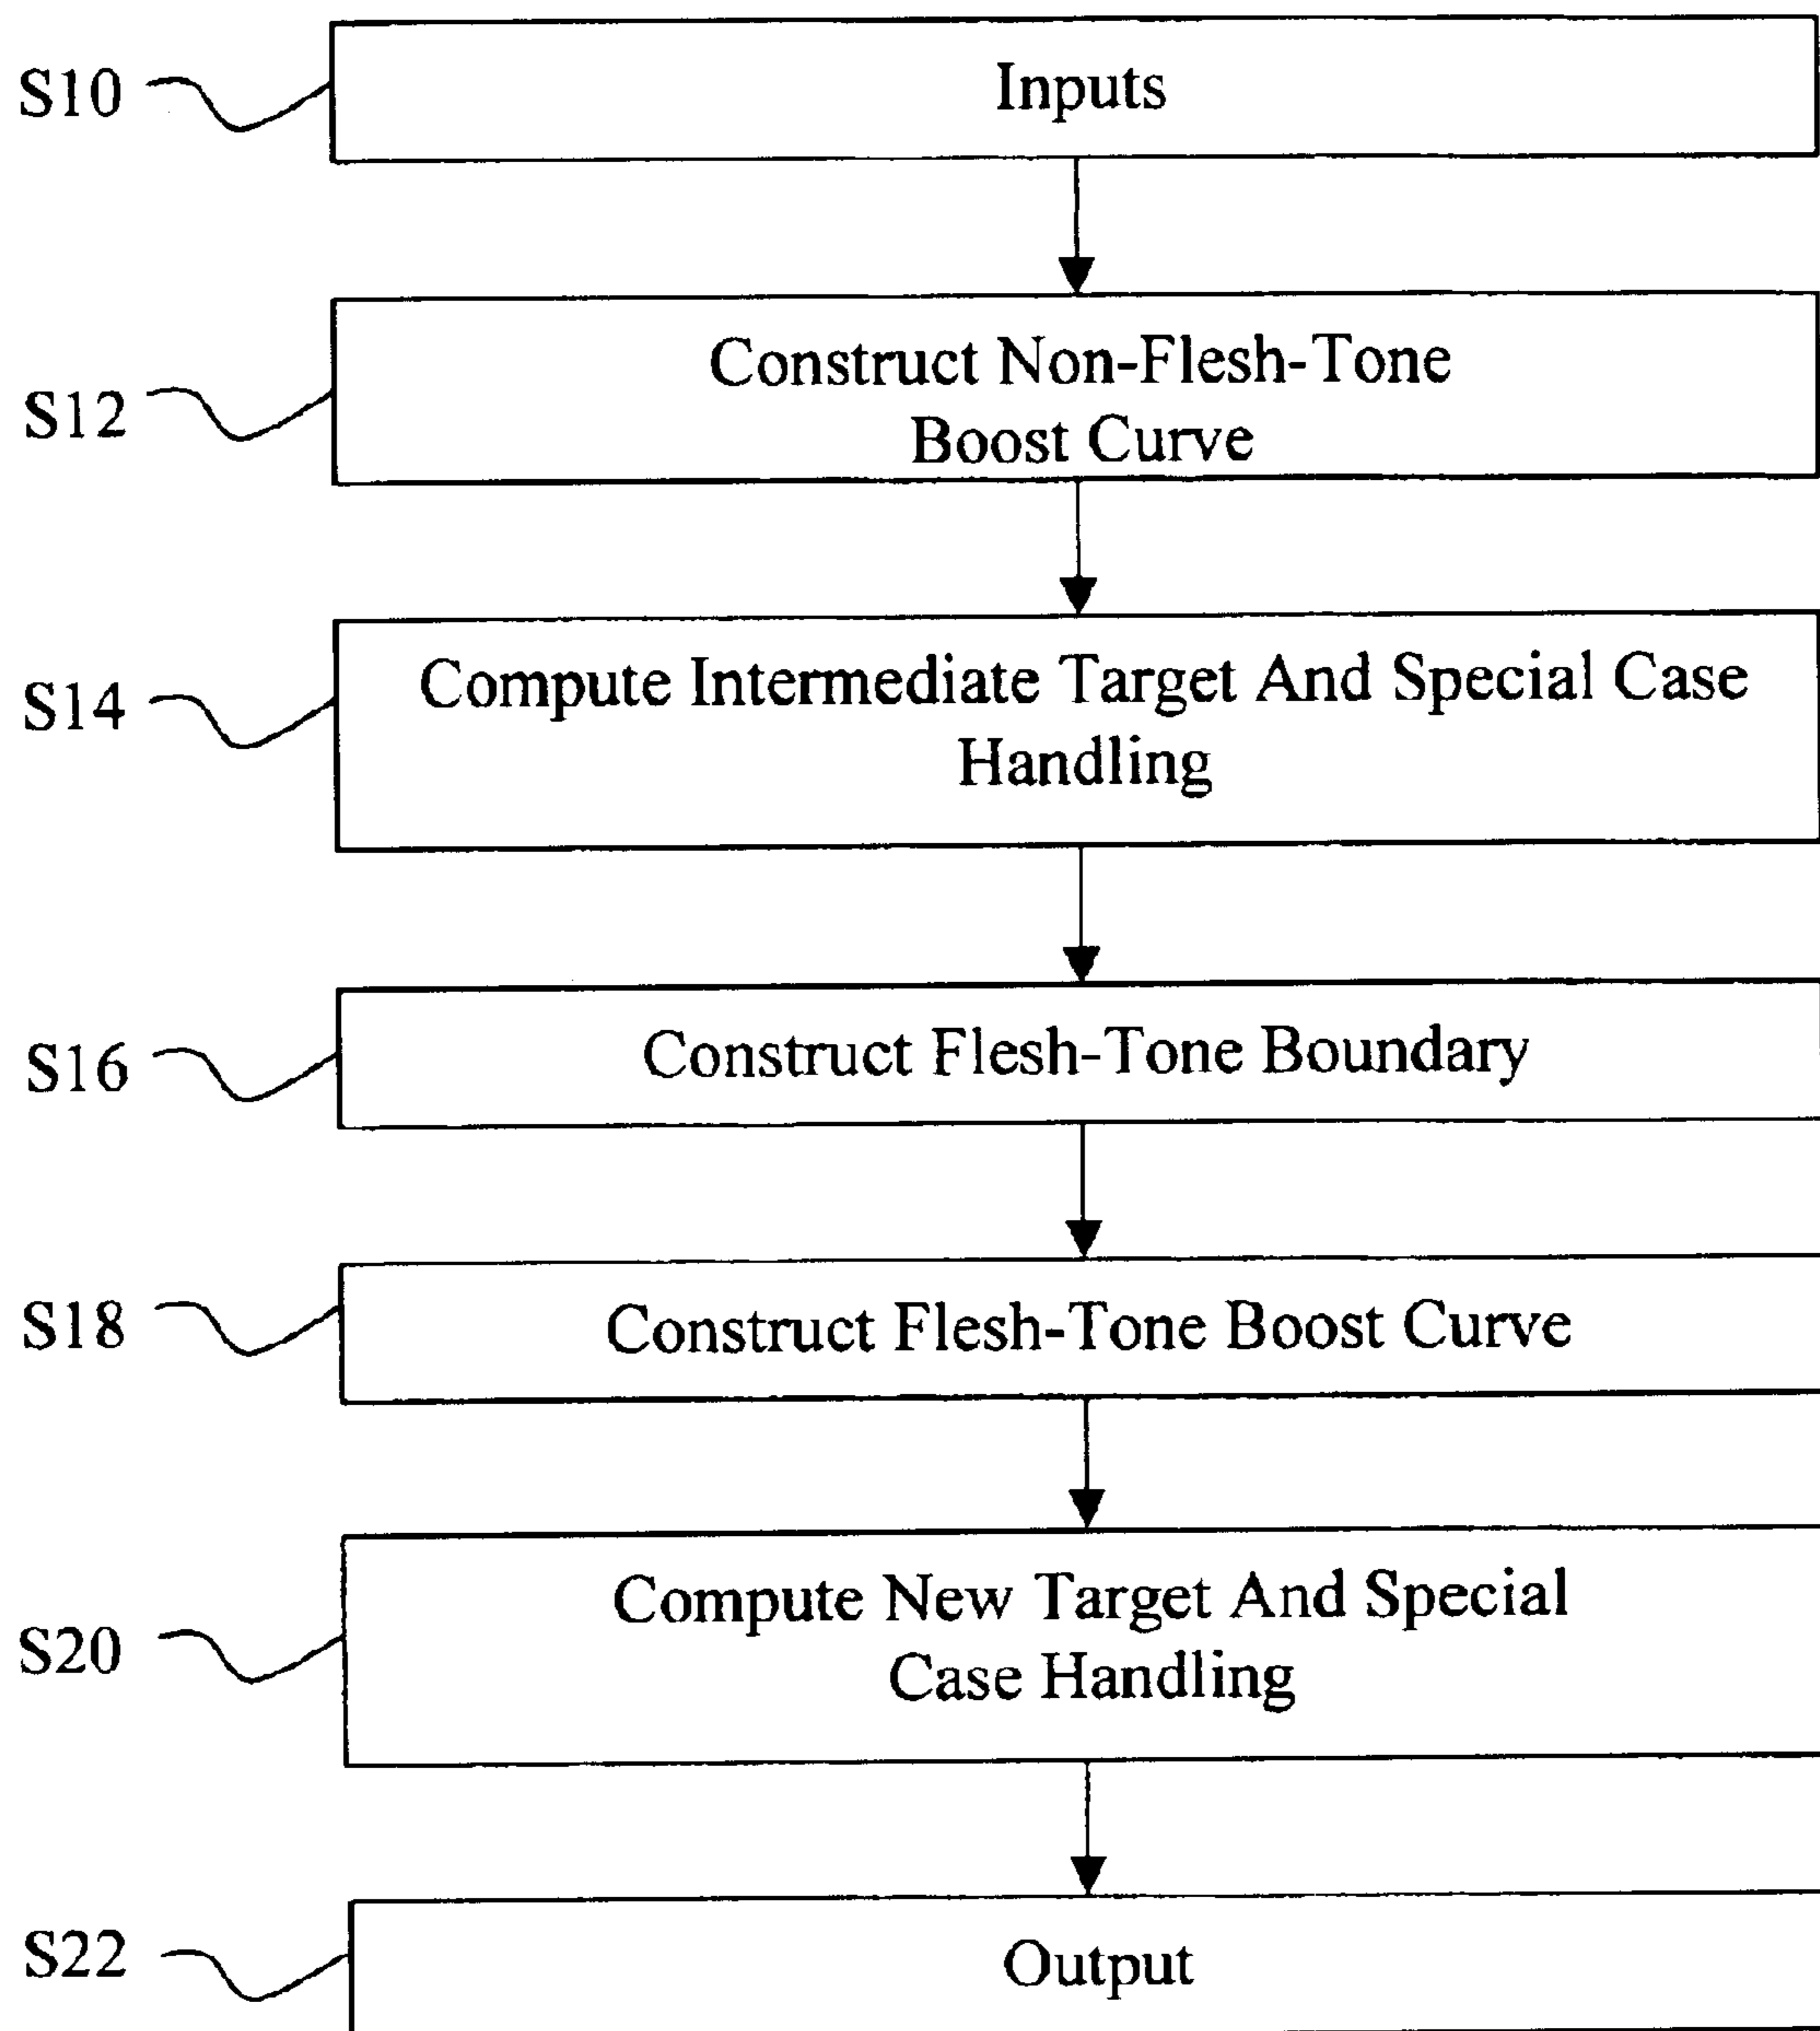 S10
Inputs
S12
Construct Non-Flesh-Tone
Boost Curve
S14
Compute Intermediate Target And Special Case
Handling
S16
Construct Flesh-Tone Boundary
S18
Construct Flesh-Tone Boost Curve
S20
Compute New Target And Special
Case Handling
S22
Output